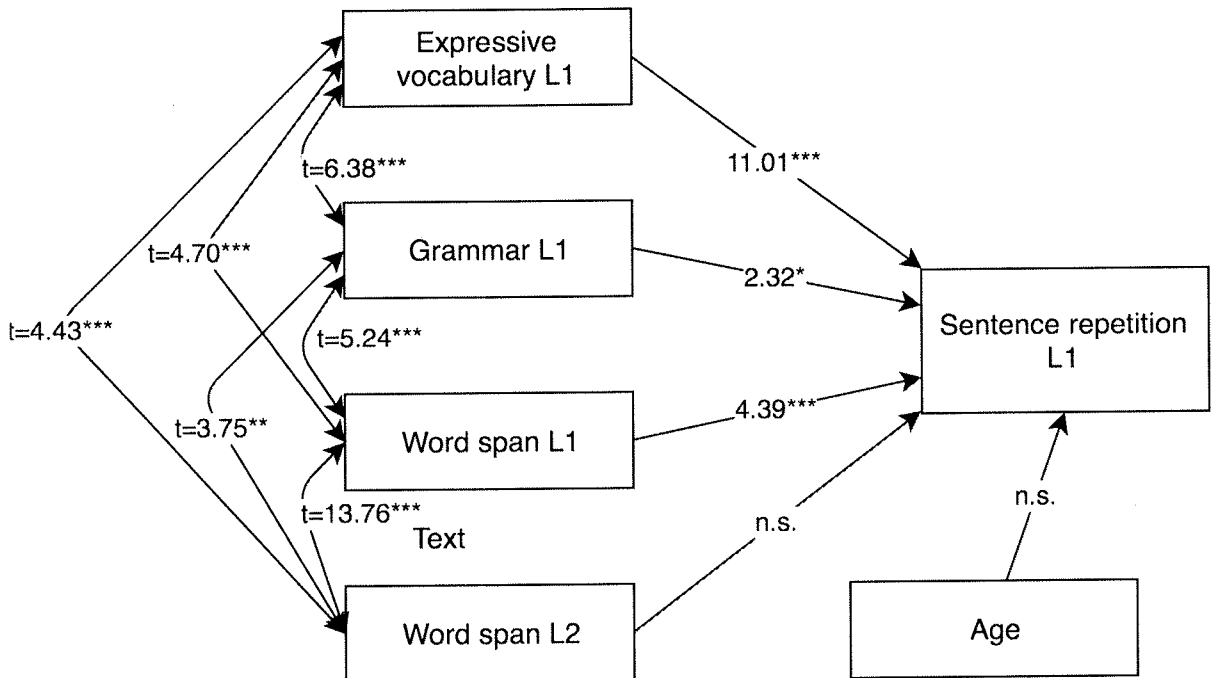 Expressive
vocabulary L1
t=6.38***
11.01***
Grammar L1
t=4.70***
2.32*
t=4.43***
t=5.24***
Sentence repetition
L1
t=3.75**
Word span L1
4.39***
t=13.76***
Text
n.s.
n.s.
Word span L2
Age